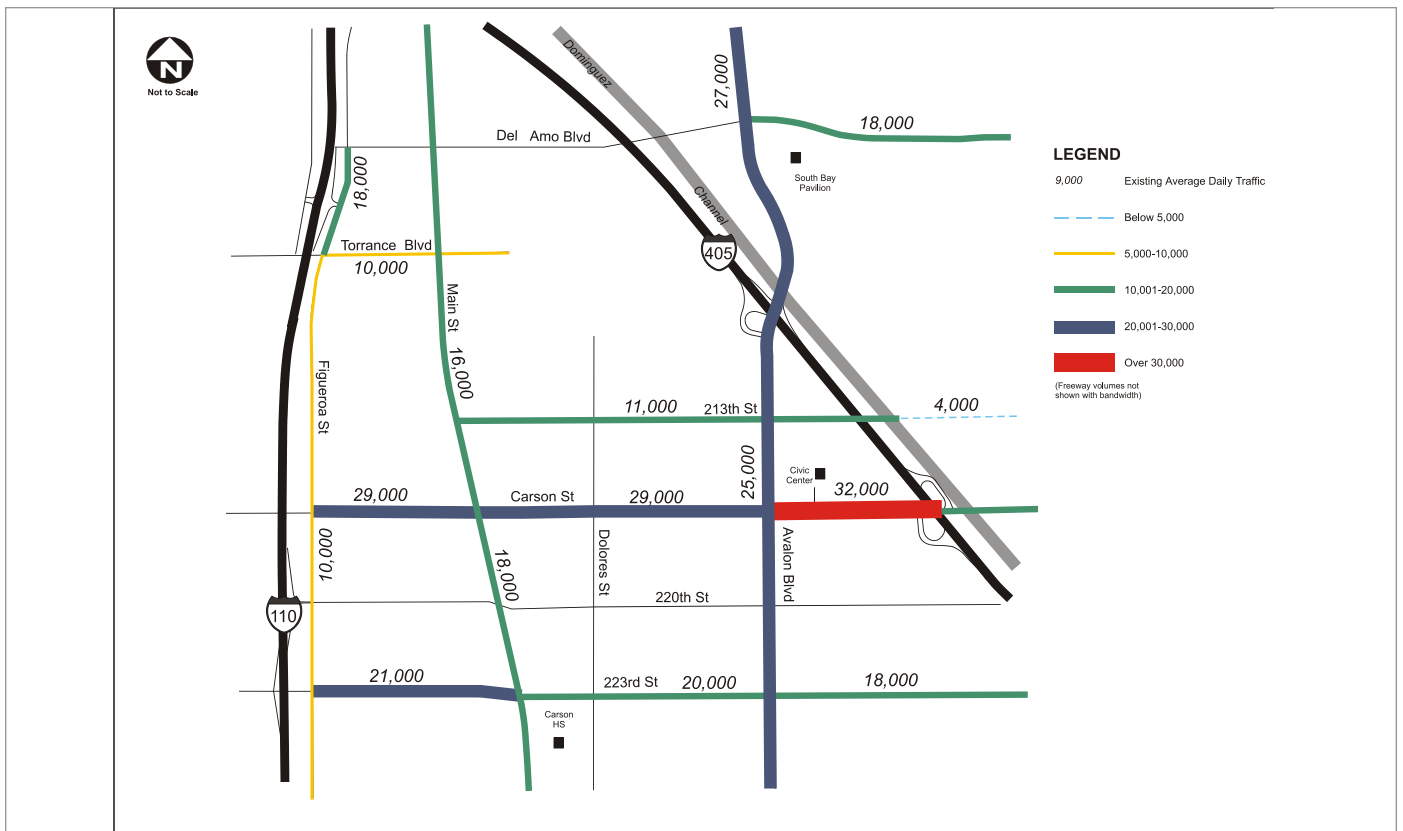 N
Not to Scale
Dominguez
Channel
27,000
18,000
Del Amo Blvd
South Bay
Pavilion
18,000
Torrance Blvd
10,000
405
Main St
16,000
Figueroa St
11,000
213th St
4,000
25,000
Civic
Center
29,000
Carson St
29,000
32,000
10,000
18,000
Dolores St
Avalon Blvd
220th St
110
21,000
223rd St
20,000
18,000
Carson
HS
LEGEND
9,000 Existing Average Daily Traffic
Below 5,000
5,000-10,000
10,001-20,000
20,001-30,000
Over 30,000
(Freeway volumes not
shown with bandwidth)